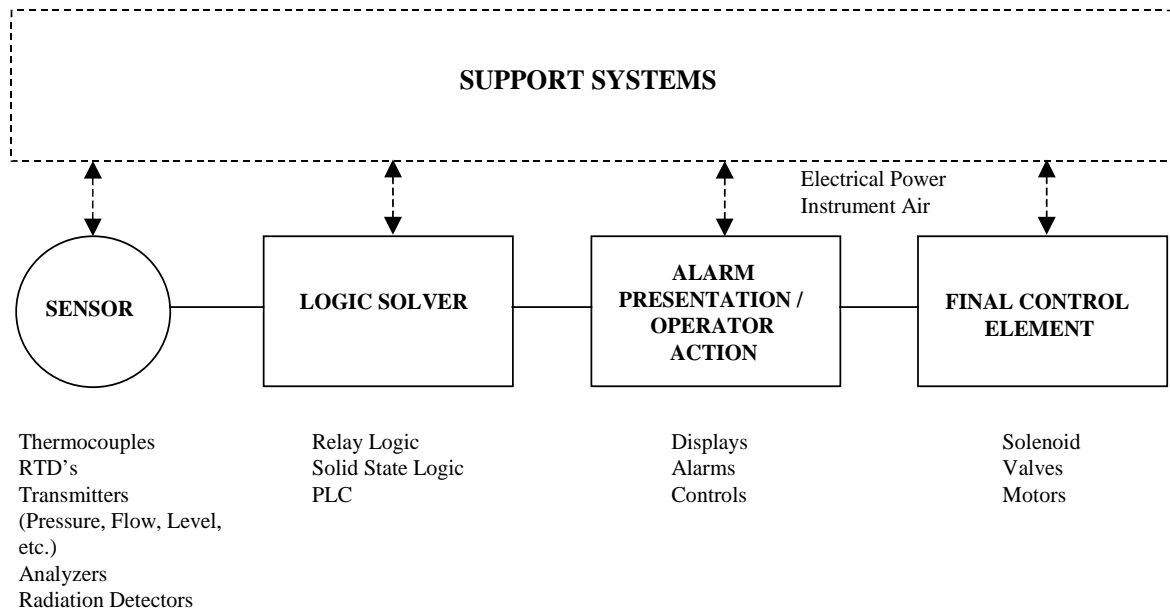 SUPPORT SYSTEMS
Electrical Power
Instrument Air
SENSOR
LOGIC SOLVER
ALARM
PRESENTATION /
OPERATOR
ACTION
FINAL CONTROL
ELEMENT
Thermocouples
RTD’s
Transmitters
(Pressure, Flow, Level,
etc.)
Analyzers
Radiation Detectors
Relay Logic
Solid State Logic
PLC
Displays
Alarms
Controls
Solenoid
Valves
Motors